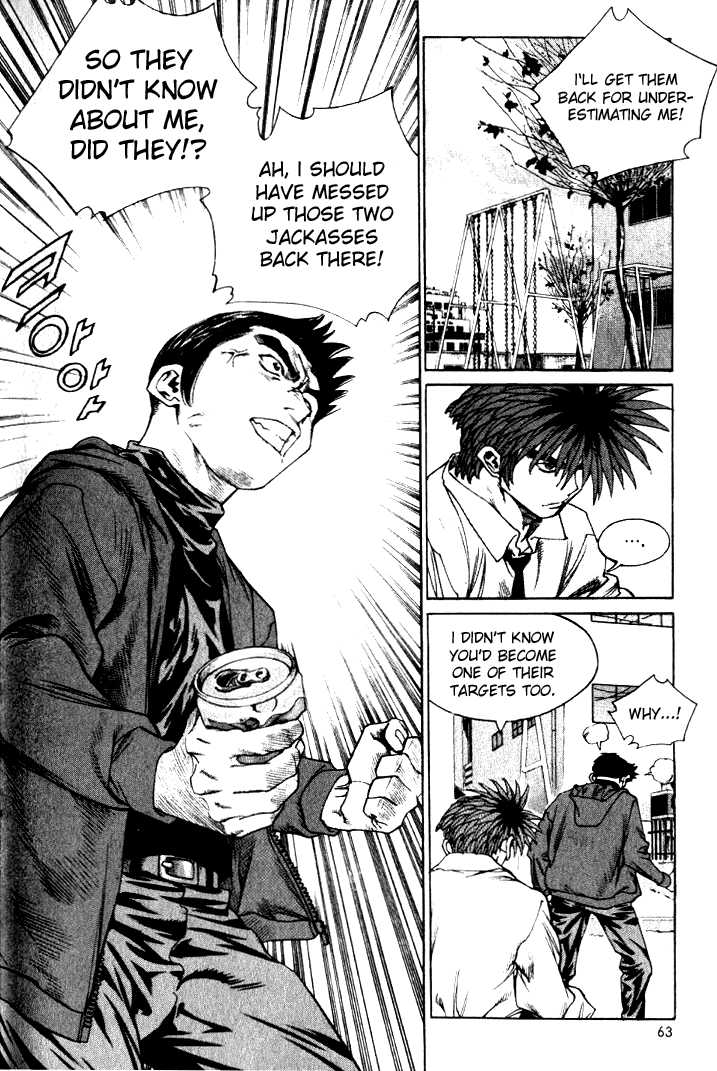 I'LL GET THEM
BACK FOR UNDER-
ESTIMATING ME!
....
WHY...!
I DIDN'T KNOW
YOU'D BECOME
ONE OF THEIR
TARGETS TOO.
AH, I SHOULD
HAVE MESSED
UP THOSE TWO
JACKASSES
BACK THERE!
SO THEY
DIDN'T KNOW
ABOUT ME,
DID THEY!?
63